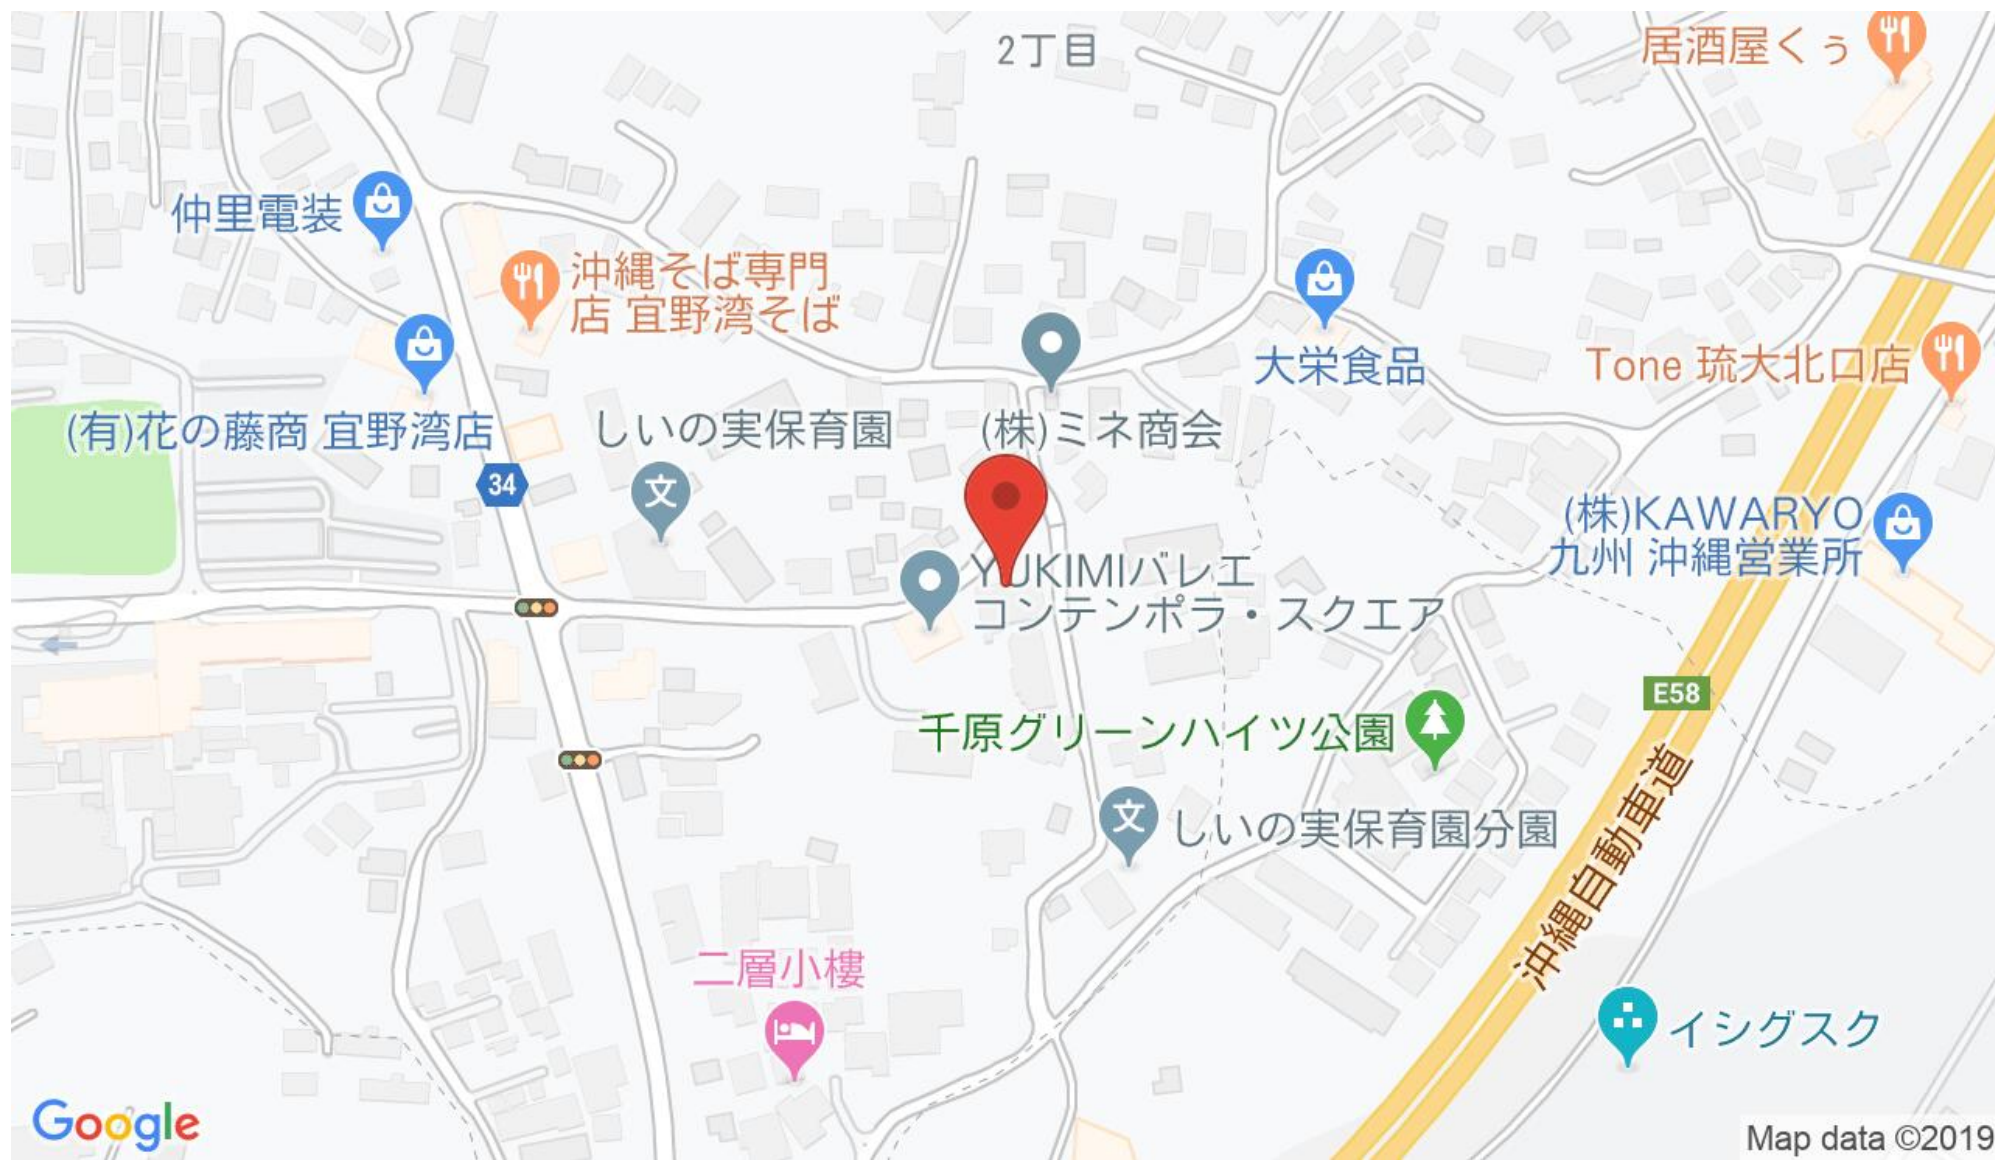 2丁目
居酒屋くぅ
仲里電装
沖縄そば専門
店 宜野湾そば
大栄食品
Tone 琉大北口店
(有)花の藤商 宜野湾店
しいの実保育園
(株)ミネ商会
34
(株)KAWARYO
九州 沖縄営業所
YUKIMIバレエ
コンテンポラ・スクエア
E58
千原グリーンハイツ公園
沖縄自動車道
しいの実保育園分園
二層小樓
イシグスク
Google
Map data ©2019